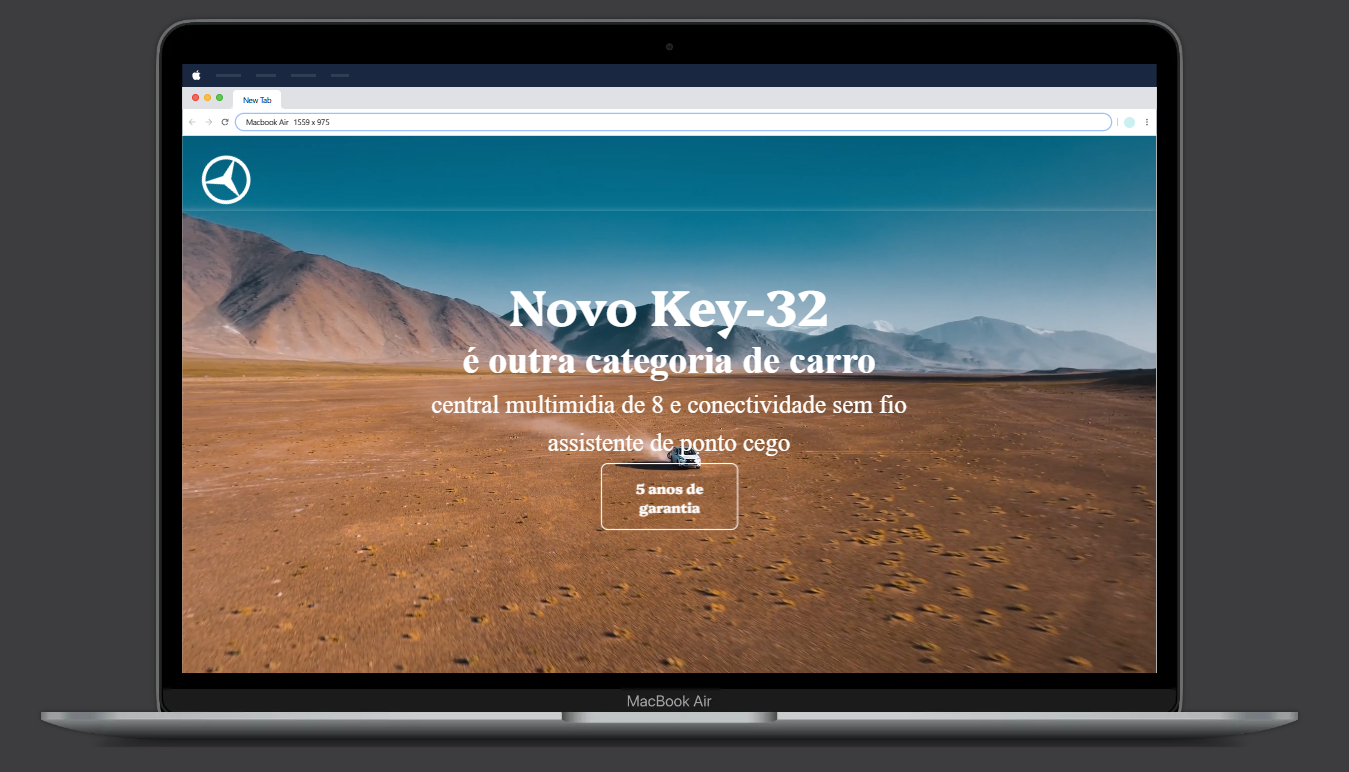 New Tab
Macbook Air 1559 x 975
Novo Key-32
é outra categoria de carro
central multimidia de 8 e conectividade sem fio
assistente de ponto cego
5 anos de
garantia
MacBook Air